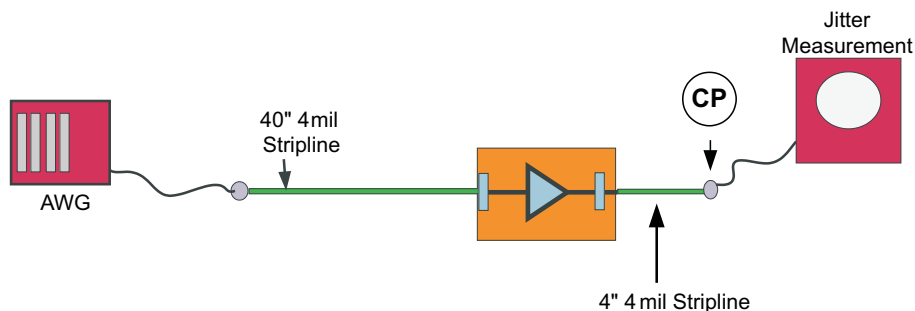 Jitter
Measurement
CP
40" 4mil
Stripline
AWG
4" 4mil Stripline